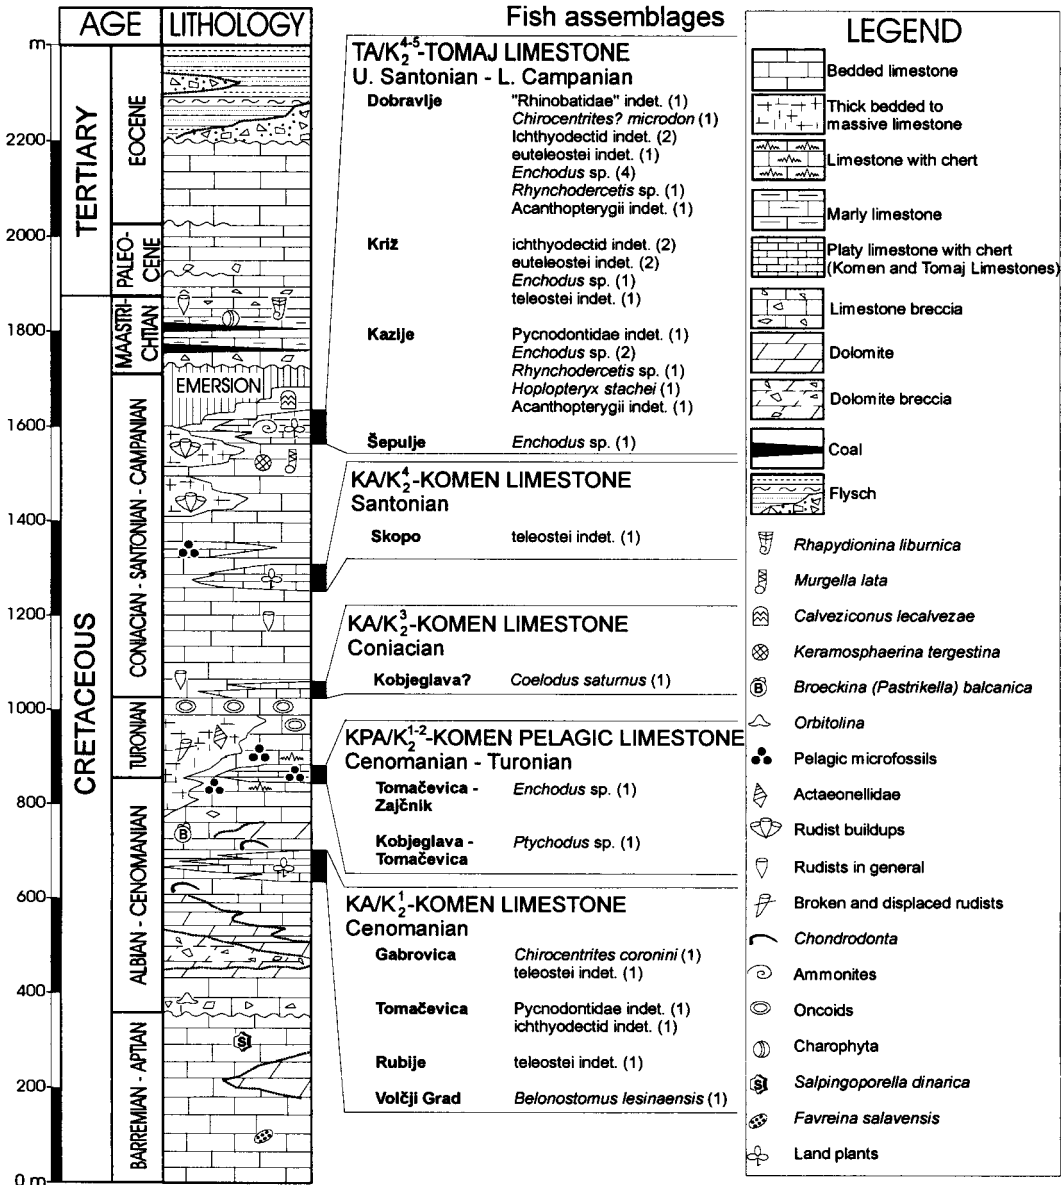 AGE
LITHOLOGY
m
2200
2000
1800
1600
1400
1200
1000
800
600
400
200
0 m
TERTIARY
CRETACEOUS
EOCENE
PALEO-
CENE
MAASTRI-
CHTIAN
CONIACIAN - SANTONIAN - CAMPANIAN
TURONIAN
ALBIAN - CENOMANIAN
BARREMIAN - APTIAN
EMERSION
B
S
Fish assemblages
TA/K₂⁴⁻⁵-TOMAJ LIMESTONE
U. Santonian - L. Campanian
Dobravlje "Rhinobatidae" indet. (1)
Chirocentrites? microdon (1)
Ichthyodectid indet. (2)
euteleostei indet. (1)
Enchodus sp. (4)
Rhynchodercetis sp. (1)
Acanthopterygii indet. (1)
Križ ichthyodectid indet. (2)
euteleostei indet. (2)
Enchodus sp. (1)
teleostei indet. (1)
Kazlje Pycnodontidae indet. (1)
Enchodus sp. (2)
Rhynchodercetis sp. (1)
Hoplopteryx stachei (1)
Acanthopterygii indet. (1)
Šepulje Enchodus sp. (1)
KA/K₂⁴-KOMEN LIMESTONE
Santonian
Skopo teleostei indet. (1)
KA/K₂³-KOMEN LIMESTONE
Coniacian
Kobjeglava? Coelodus saturnus (1)
KPA/K₂¹⁻²-KOMEN PELAGIC LIMESTONE
Cenomanian - Turonian
Tomačevica - Enchodus sp. (1)
Zajčnik
Kobjeglava - Ptychodus sp. (1)
Tomačevica
KA/K₂¹-KOMEN LIMESTONE
Cenomanian
Gabrovica Chirocentrites coronini (1)
teleostei indet. (1)
Tomačevica Pycnodontidae indet. (1)
ichthyodectid indet. (1)
Rubije teleostei indet. (1)
Volčji Grad Belonostomus lesinaensis (1)
LEGEND
Bedded limestone
Thick bedded to
massive limestone
Limestone with chert
Marly limestone
Platy limestone with chert
(Komen and Tomaj Limestones)
Limestone breccia
Dolomite
Dolomite breccia
Coal
Flysch
Rhapydionina liburnica
Murgella lata
Calveziconus lecalvezae
Keramosphaerina tergestina
B Broeckina (Pastrikella) balcanica
Orbitolina
Pelagic microfossils
Actaeonellidae
Rudist buildups
Rudists in general
Broken and displaced rudists
Chondrodonta
Ammonites
Oncoids
Charophyta
S Salpingoporella dinarica
Favreina salavensis
Land plants